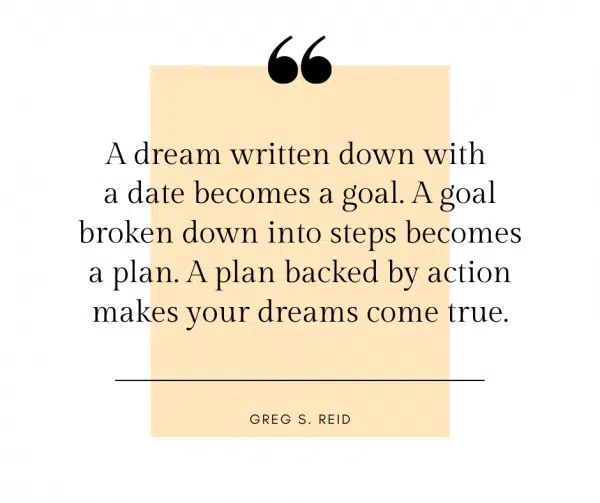 ❝
A dream written down with
a date becomes a goal. A goal
broken down into steps becomes
a plan. A plan backed by action
makes your dreams come true.
GREG S. REID